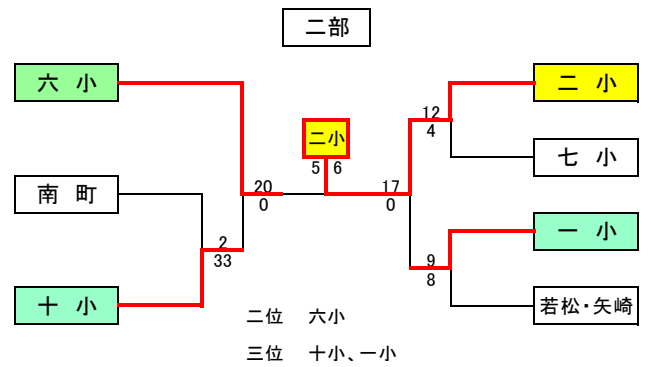 二部
六 小
二 小
12
4
二小
5 6
七 小
南 町
20
0
17
0
一 小
2
33
9
8
十 小
若松・矢崎
二位 六小
三位 十小、一小